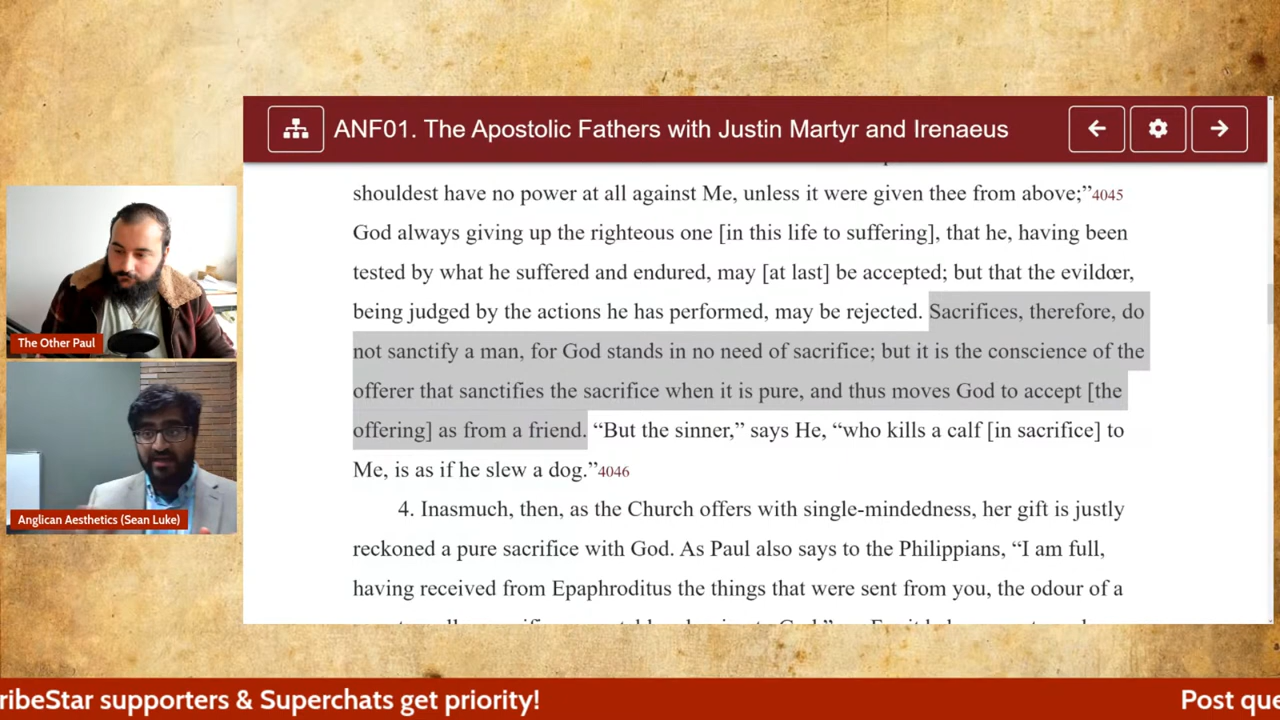 ANF01. The Apostolic Fathers with Justin Martyr and Irenaeus
shouldest have no power at all against Me, unless it were given thee from above;”4045
God always giving up the righteous one [in this life to suffering], that he, having been
tested by what he suffered and endured, may [at last] be accepted; but that the evildœr,
being judged by the actions he has performed, may be rejected. Sacrifices, therefore, do
not sanctify a man, for God stands in no need of sacrifice; but it is the conscience of the
offerer that sanctifies the sacrifice when it is pure, and thus moves God to accept [the
offering] as from a friend. “But the sinner,” says He, “who kills a calf [in sacrifice] to
Me, is as if he slew a dog.”4046
4. Inasmuch, then, as the Church offers with single-mindedness, her gift is justly
reckoned a pure sacrifice with God. As Paul also says to the Philippians, “I am full,
having received from Epaphroditus the things that were sent from you, the odour of a
The Other Paul
Anglican Aesthetics (Sean Luke)
ribeStar supporters & Superchats get priority!
Post que